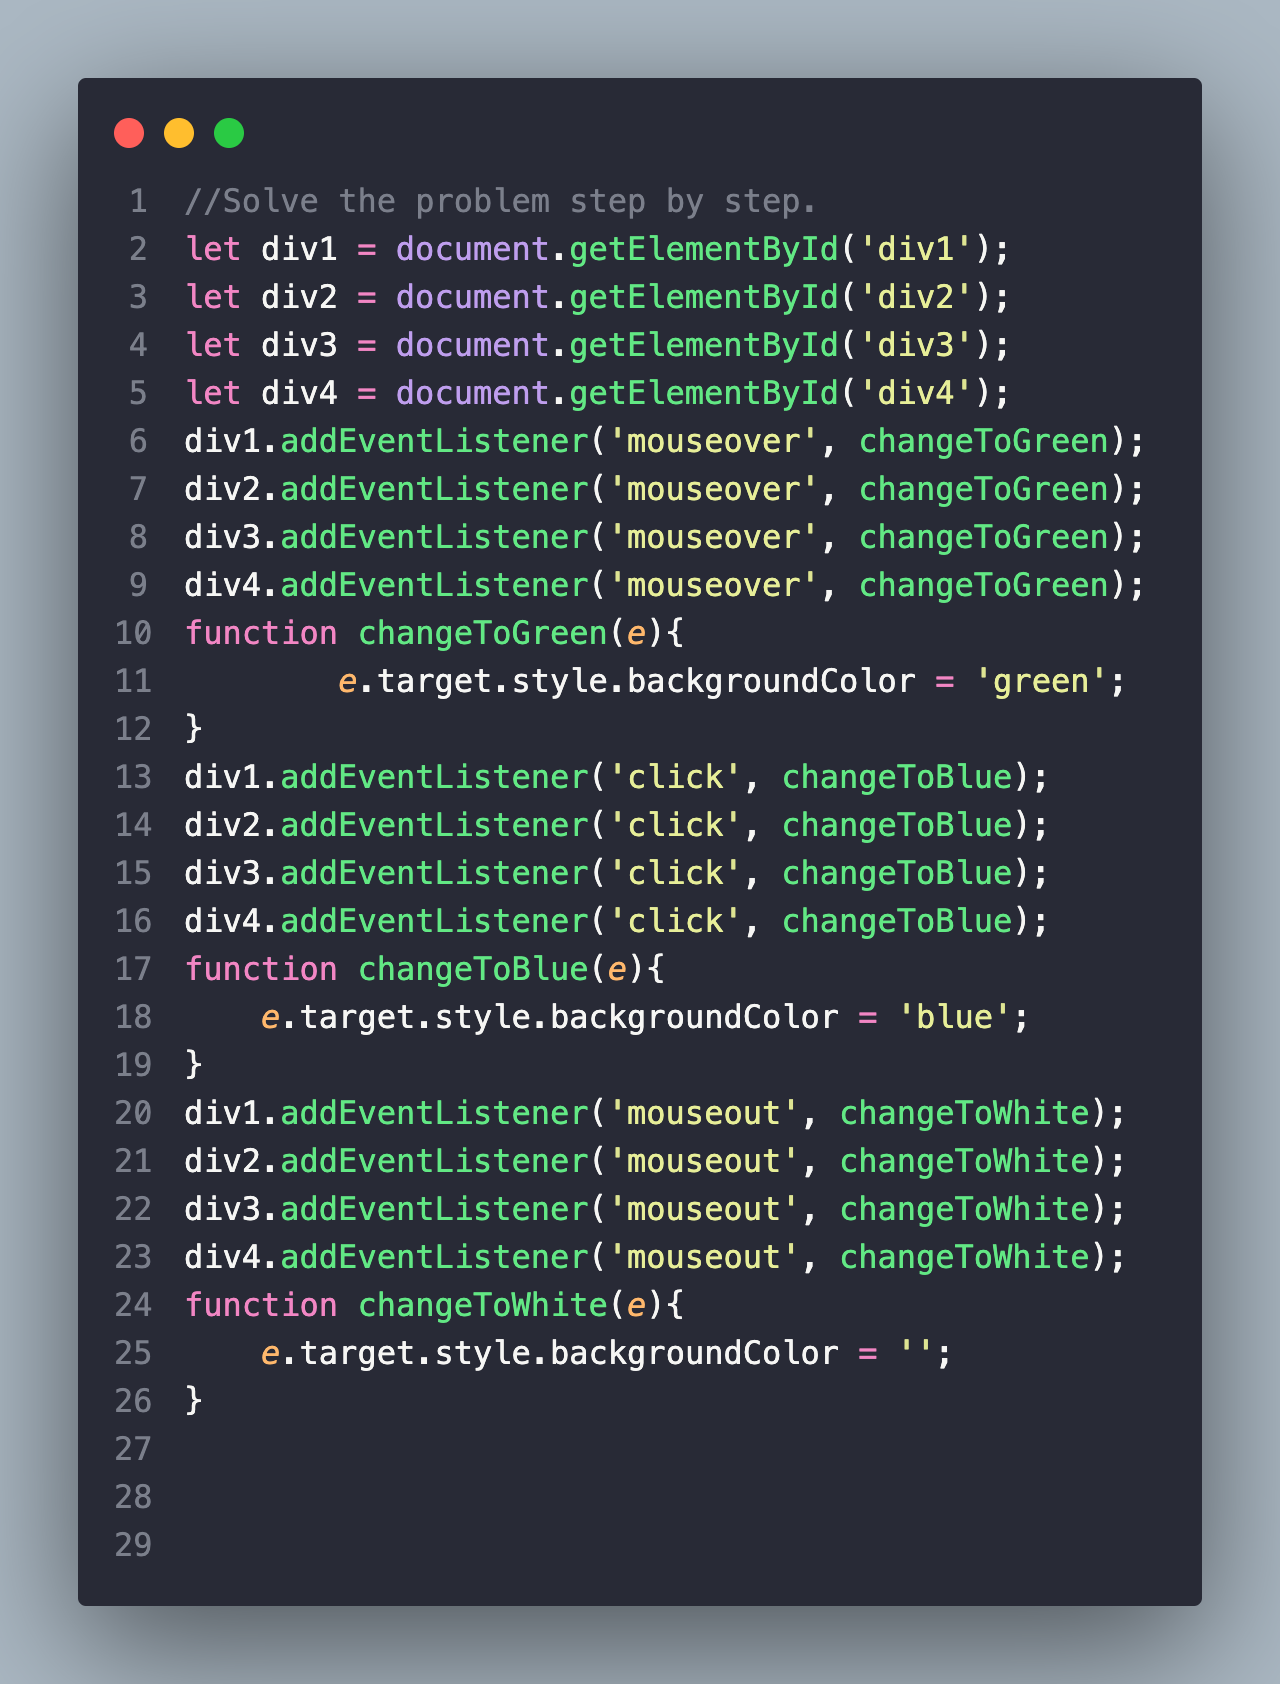 1 //Solve the problem step by step.
2 let div1 = document.getElementById('div1');
3 let div2 = document.getElementById('div2');
4 let div3 = document.getElementById('div3');
5 let div4 = document.getElementById('div4');
6 div1.addEventListener('mouseover', changeToGreen);
7 div2.addEventListener('mouseover', changeToGreen);
8 div3.addEventListener('mouseover', changeToGreen);
9 div4.addEventListener('mouseover', changeToGreen);
10 function changeToGreen(e){
11         e.target.style.backgroundColor = 'green';
12 }
13 div1.addEventListener('click', changeToBlue);
14 div2.addEventListener('click', changeToBlue);
15 div3.addEventListener('click', changeToBlue);
16 div4.addEventListener('click', changeToBlue);
17 function changeToBlue(e){
18     e.target.style.backgroundColor = 'blue';
19 }
20 div1.addEventListener('mouseout', changeToWhite);
21 div2.addEventListener('mouseout', changeToWhite);
22 div3.addEventListener('mouseout', changeToWhite);
23 div4.addEventListener('mouseout', changeToWhite);
24 function changeToWhite(e){
25     e.target.style.backgroundColor = '';
26 }
27
28
29